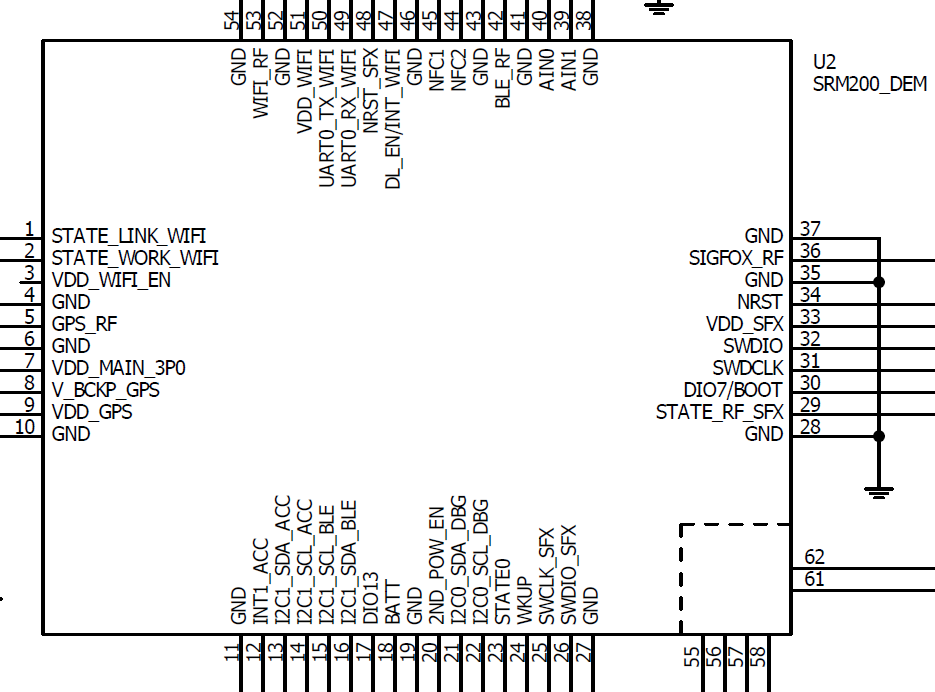 54 53 52 51 50 49 48 47 46 45 44 43 42 41 40 39 38
GND WIFI_RF GND VDD_WIFI UART0_TX_WIFI UART0_RX_WIFI NRST_SFX DL_EN/INT_WIFI GND NFC1 NFC2 GND BLE_RF GND AIN0 AIN1 GND
U2
SRM200_DEM
1 STATE_LINK_WIFI
2 STATE_WORK_WIFI
3 VDD_WIFI_EN
4 GND
5 GPS_RF
6 GND
7 VDD_MAIN_3P0
8 V_BCKP_GPS
9 VDD_GPS
10 GND
GND 37
SIGFOX_RF 36
GND 35
NRST 34
VDD_SFX 33
SWDIO 32
SWDCLK 31
DIO7/BOOT 30
STATE_RF_SFX 29
GND 28
GND INT1_ACC I2C1_SDA_ACC I2C1_SCL_ACC I2C1_SCL_BLE I2C1_SDA_BLE DIO13 BATT GND 2ND_POW_EN I2C0_SDA_DBG I2C0_SCL_DBG STATE0 WKUP SWCLK_SFX SWDIO_SFX GND
11 12 13 14 15 16 17 18 19 20 21 22 23 24 25 26 27
62
61
55 56 57 58